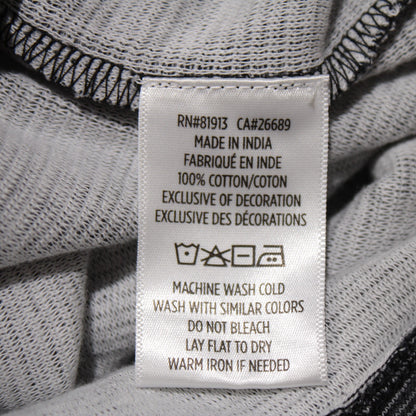 RN#81913 CA#26689
MADE IN INDIA
FABRIQUÉ EN INDE
100% COTTON/COTON
EXCLUSIVE OF DECORATION
EXCLUSIVE DES DÉCORATIONS
MACHINE WASH COLD
WASH WITH SIMILAR COLORS
DO NOT BLEACH
LAY FLAT TO DRY
WARM IRON IF NEEDED